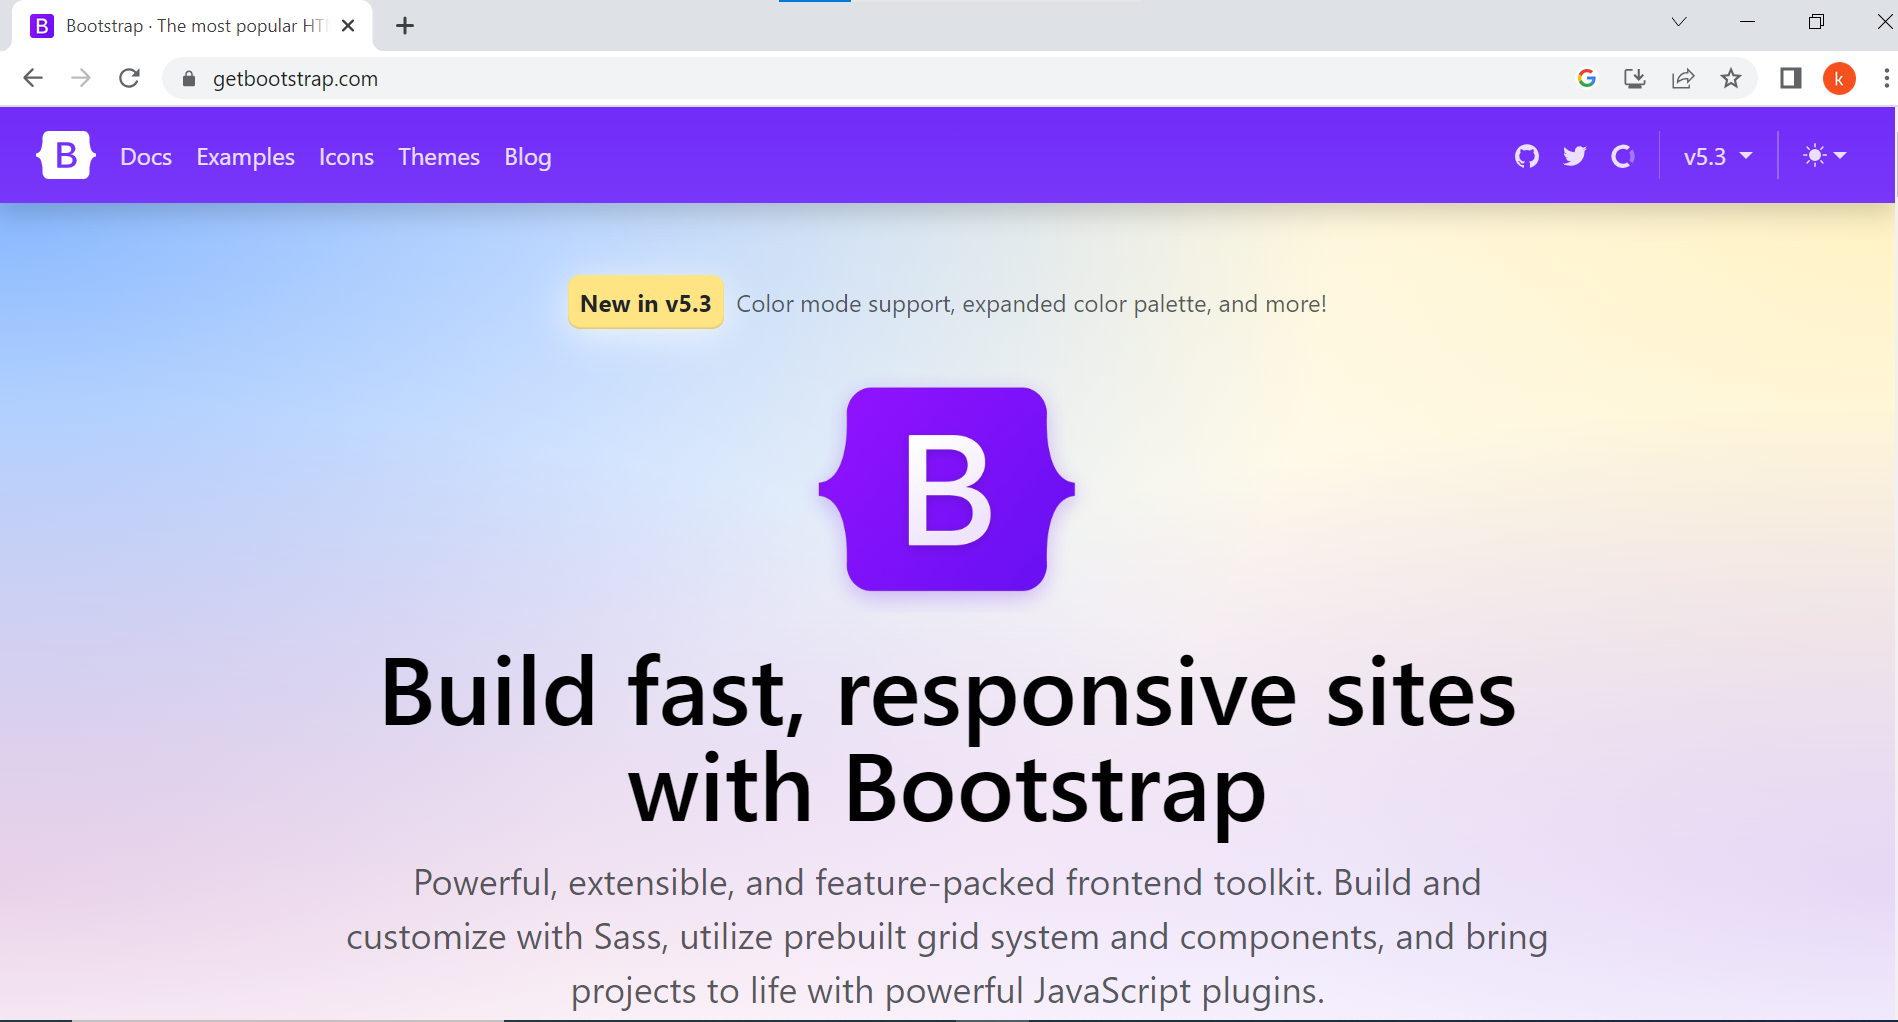 Bootstrap · The most popular HT
getbootstrap.com
k
B Docs Examples Icons Themes Blog
v5.3
New in v5.3 Color mode support, expanded color palette, and more!
B
Build fast, responsive sites
with Bootstrap
Powerful, extensible, and feature-packed frontend toolkit. Build and
customize with Sass, utilize prebuilt grid system and components, and bring
projects to life with powerful JavaScript plugins.